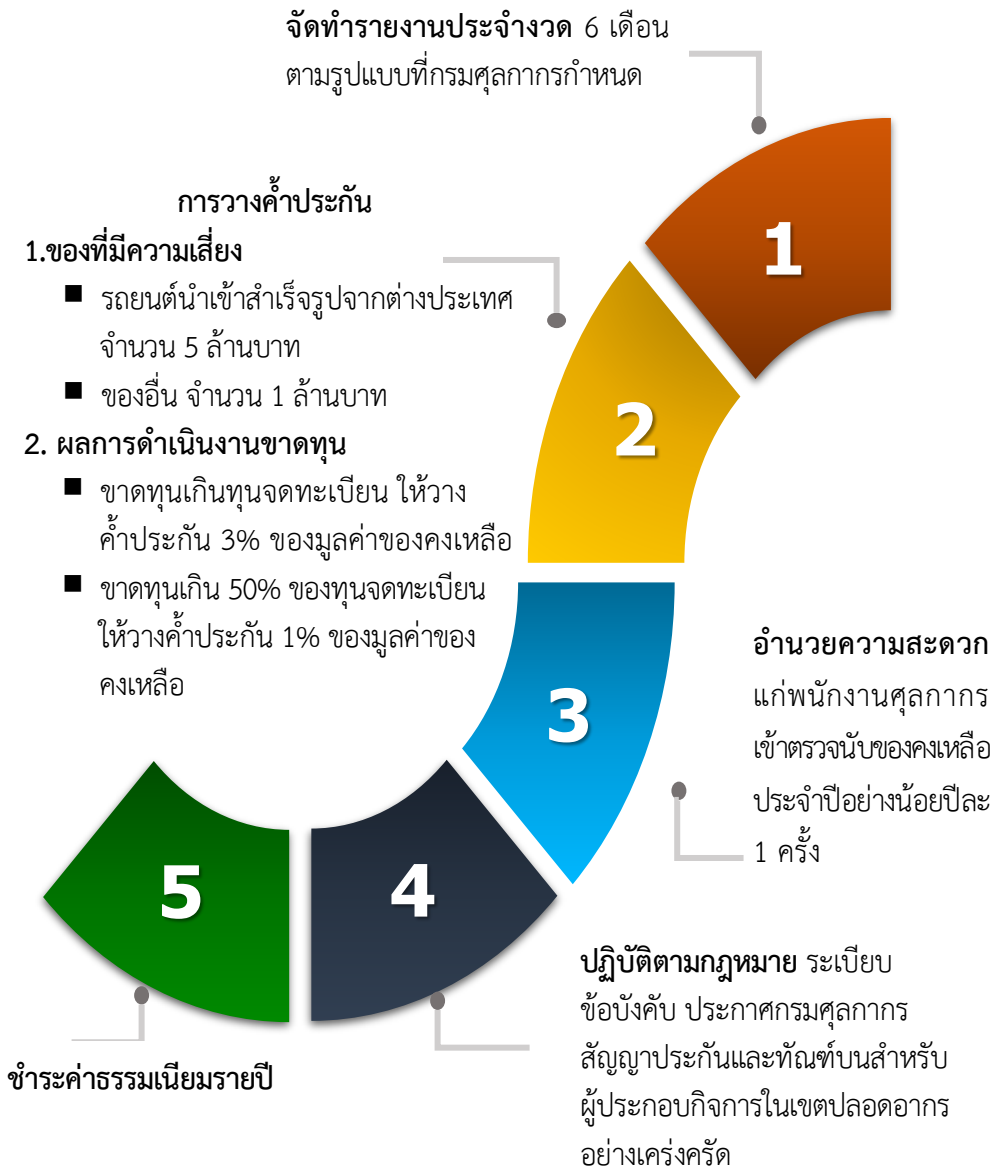 จัดทำรายงานประจำงวด 6 เดือน
ตามรูปแบบที่กรมศุลกากรกำหนด
1
การวางค้ำประกัน
1.ของที่มีความเสี่ยง
■ รถยนต์นำเข้าสำเร็จรูปจากต่างประเทศ
จำนวน 5 ล้านบาท
■ ของอื่น จำนวน 1 ล้านบาท
2. ผลการดำเนินงานขาดทุน
■ ขาดทุนเกินทุนจดทะเบียน ให้วาง
ค้ำประกัน 3% ของมูลค่าของคงเหลือ
■ ขาดทุนเกิน 50% ของทุนจดทะเบียน
ให้วางค้ำประกัน 1% ของมูลค่าของ
คงเหลือ
2
3
อำนวยความสะดวก
แก่พนักงานศุลกากร
เข้าตรวจนับของคงเหลือ
ประจำปีอย่างน้อยปีละ
1 ครั้ง
4
ปฏิบัติตามกฎหมาย ระเบียบ
ข้อบังคับ ประกาศกรมศุลกากร
สัญญาประกันและทัณฑ์บนสำหรับ
ผู้ประกอบกิจการในเขตปลอดอากร
อย่างเคร่งครัด
5
ชำระค่าธรรมเนียมรายปี